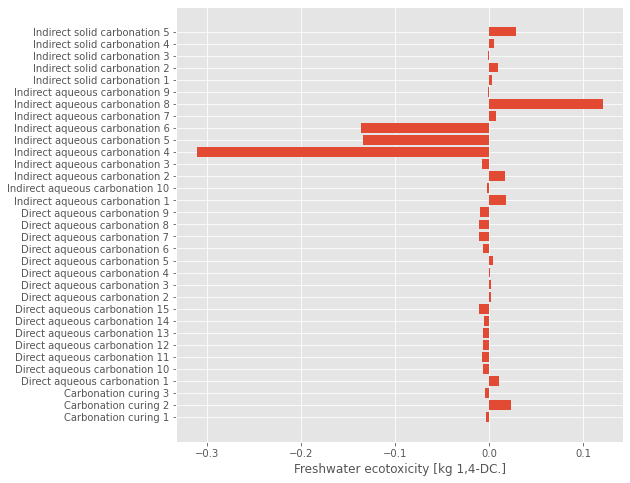 Indirect solid carbonation 5
Indirect solid carbonation 4
Indirect solid carbonation 3
Indirect solid carbonation 2
Indirect solid carbonation 1
Indirect aqueous carbonation 9
Indirect aqueous carbonation 8
Indirect aqueous carbonation 7
Indirect aqueous carbonation 6
Indirect aqueous carbonation 5
Indirect aqueous carbonation 4
Indirect aqueous carbonation 3
Indirect aqueous carbonation 2
Indirect aqueous carbonation 10
Indirect aqueous carbonation 1
Direct aqueous carbonation 9
Direct aqueous carbonation 8
Direct aqueous carbonation 7
Direct aqueous carbonation 6
Direct aqueous carbonation 5
Direct aqueous carbonation 4
Direct aqueous carbonation 3
Direct aqueous carbonation 2
Direct aqueous carbonation 15
Direct aqueous carbonation 14
Direct aqueous carbonation 13
Direct aqueous carbonation 12
Direct aqueous carbonation 11
Direct aqueous carbonation 10
Direct aqueous carbonation 1
Carbonation curing 3
Carbonation curing 2
Carbonation curing 1
−0.3 −0.2 −0.1 0.0 0.1
Freshwater ecotoxicity [kg 1,4-DC.]